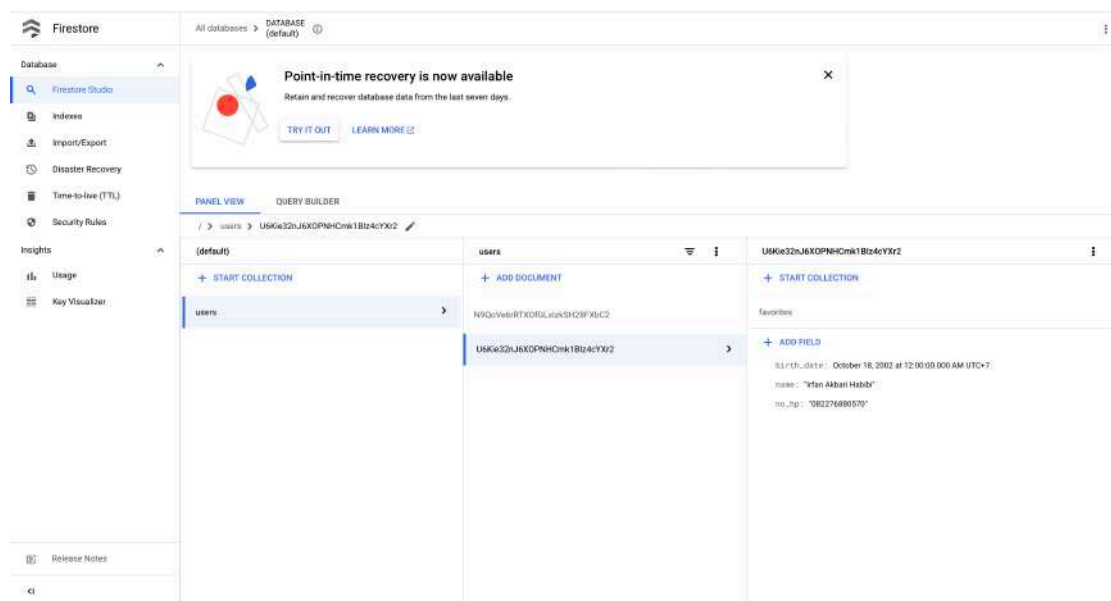 Firestore
All databases > DATABASE
(default)
Database
Firestore Studio
Indexes
Import/Export
Disaster Recovery
Time-to-live (TTL)
Security Rules
Insights
Usage
Key Visualizer
Release Notes
Point-in-time recovery is now available
Retain and recover database data from the last seven days.
TRY IT OUT LEARN MORE
PANEL VIEW QUERY BUILDER
/ > users > U6Kie32nJ6XOPNHCmk1BIz4cYXr2
(default)
+ START COLLECTION
users
users
+ ADD DOCUMENT
U6Kie32nJ6XOPNHCmk1BIz4cYXr2
U6Kie32nJ6XOPNHCmk1BIz4cYXr2
+ START COLLECTION
favorites
+ ADD FIELD
birth_date: October 18, 2002 at 12:00:00.000 AM UTC+7
name: "Irfan Akbari Habibi"
no_hp: "082276880570"